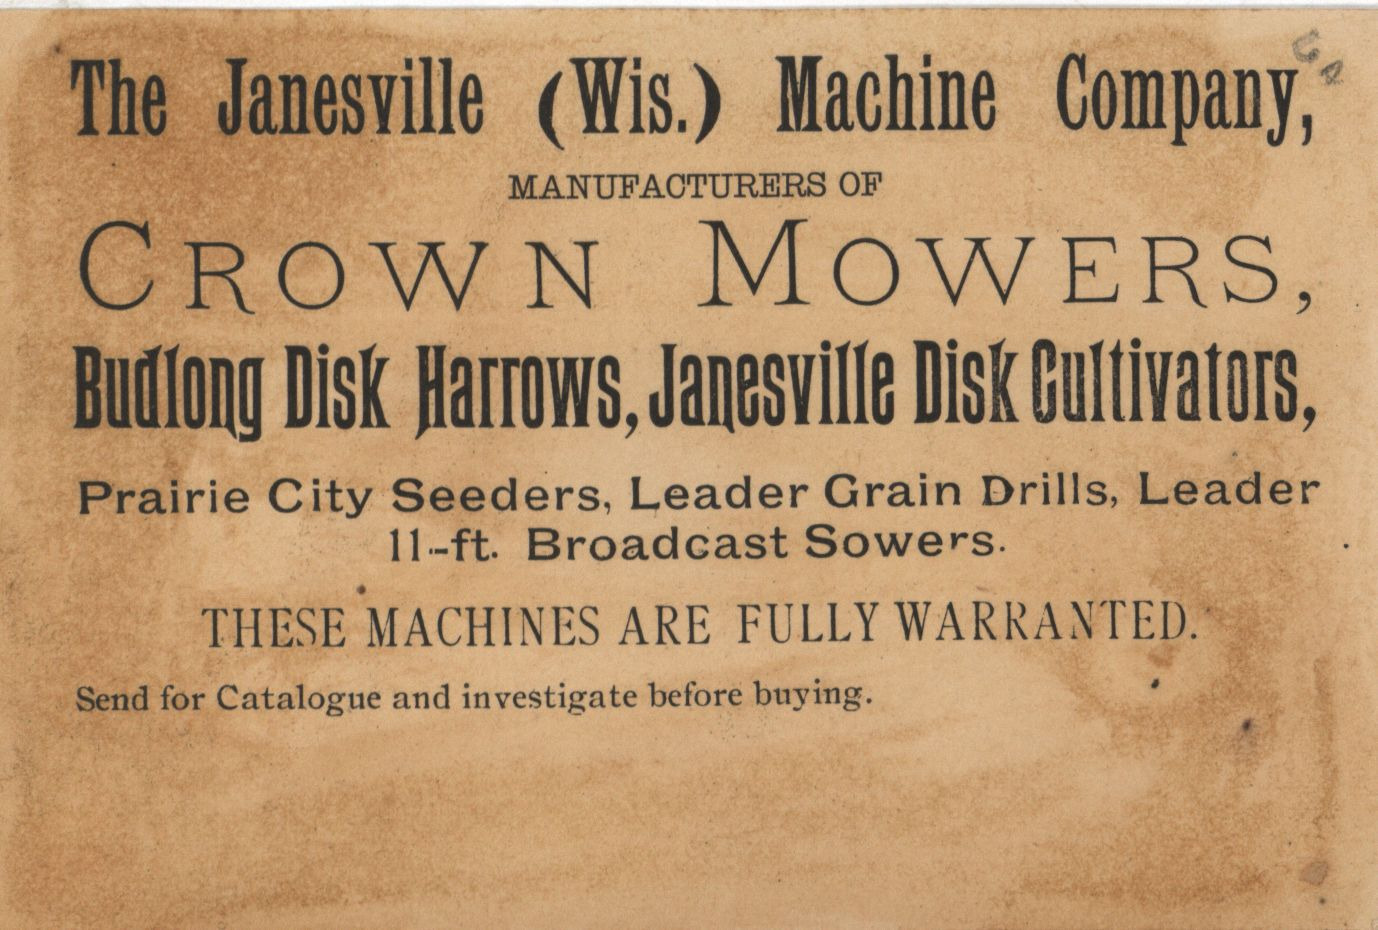 The Janesville (Wis.) Machine Company,
MANUFACTURERS OF
CROWN MOWERS,
Budlong Disk Harrows, Janesville Disk Cultivators,
Prairie City Seeders, Leader Grain Drills, Leader
11-ft. Broadcast Sowers.
THESE MACHINES ARE FULLY WARRANTED.
Send for Catalogue and investigate before buying.